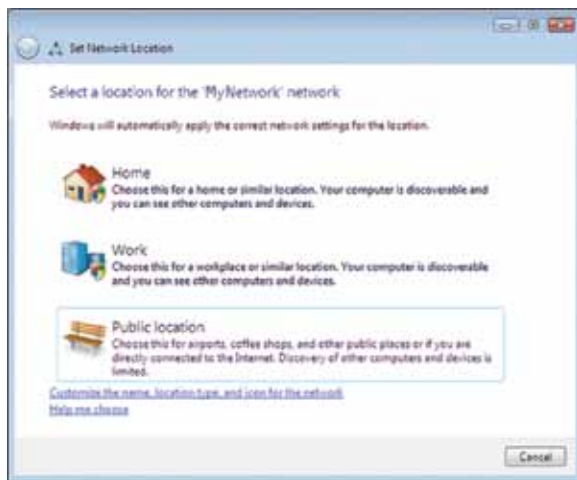 Set Network Location
Select a location for the 'MyNetwork' network
Windows will automatically apply the correct network settings for the location.
Home
Choose this for a home or similar location. Your computer is discoverable and
you can see other computers and devices.
Work
Choose this for a workplace or similar location. Your computer is discoverable
and you can see other computers and devices.
Public location
Choose this for airports, coffee shops, and other public places or if you are
directly connected to the Internet. Discovery of other computers and devices is
limited.
Customize the name, location type, and icon for the network
Help me choose
Cancel